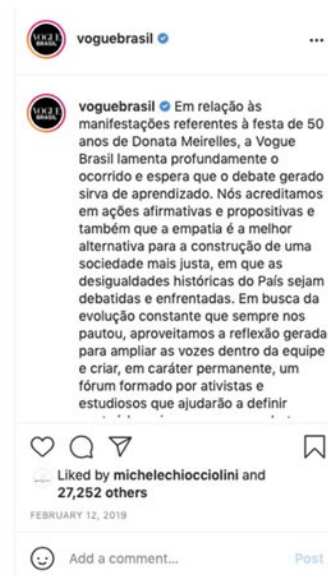 VOGUE
BRASIL
voguebrasil
...
VOGUE
BRASIL
voguebrasil Em relação às
manifestações referentes à festa de 50
anos de Donata Meirelles, a Vogue
Brasil lamenta profundamente o
ocorrido e espera que o debate gerado
sirva de aprendizado. Nós acreditamos
em ações afirmativas e propositivas e
também que a empatia é a melhor
alternativa para a construção de uma
sociedade mais justa, em que as
desigualdades históricas do País sejam
debatidas e enfrentadas. Em busca da
evolução constante que sempre nos
pautou, aproveitamos a reflexão gerada
para ampliar as vozes dentro da equipe
e criar, em caráter permanente, um
fórum formado por ativistas e
estudiosos que ajudarão a definir
Liked by michelechiocciolini and
27,252 others
FEBRUARY 12, 2019
Add a comment...
Post